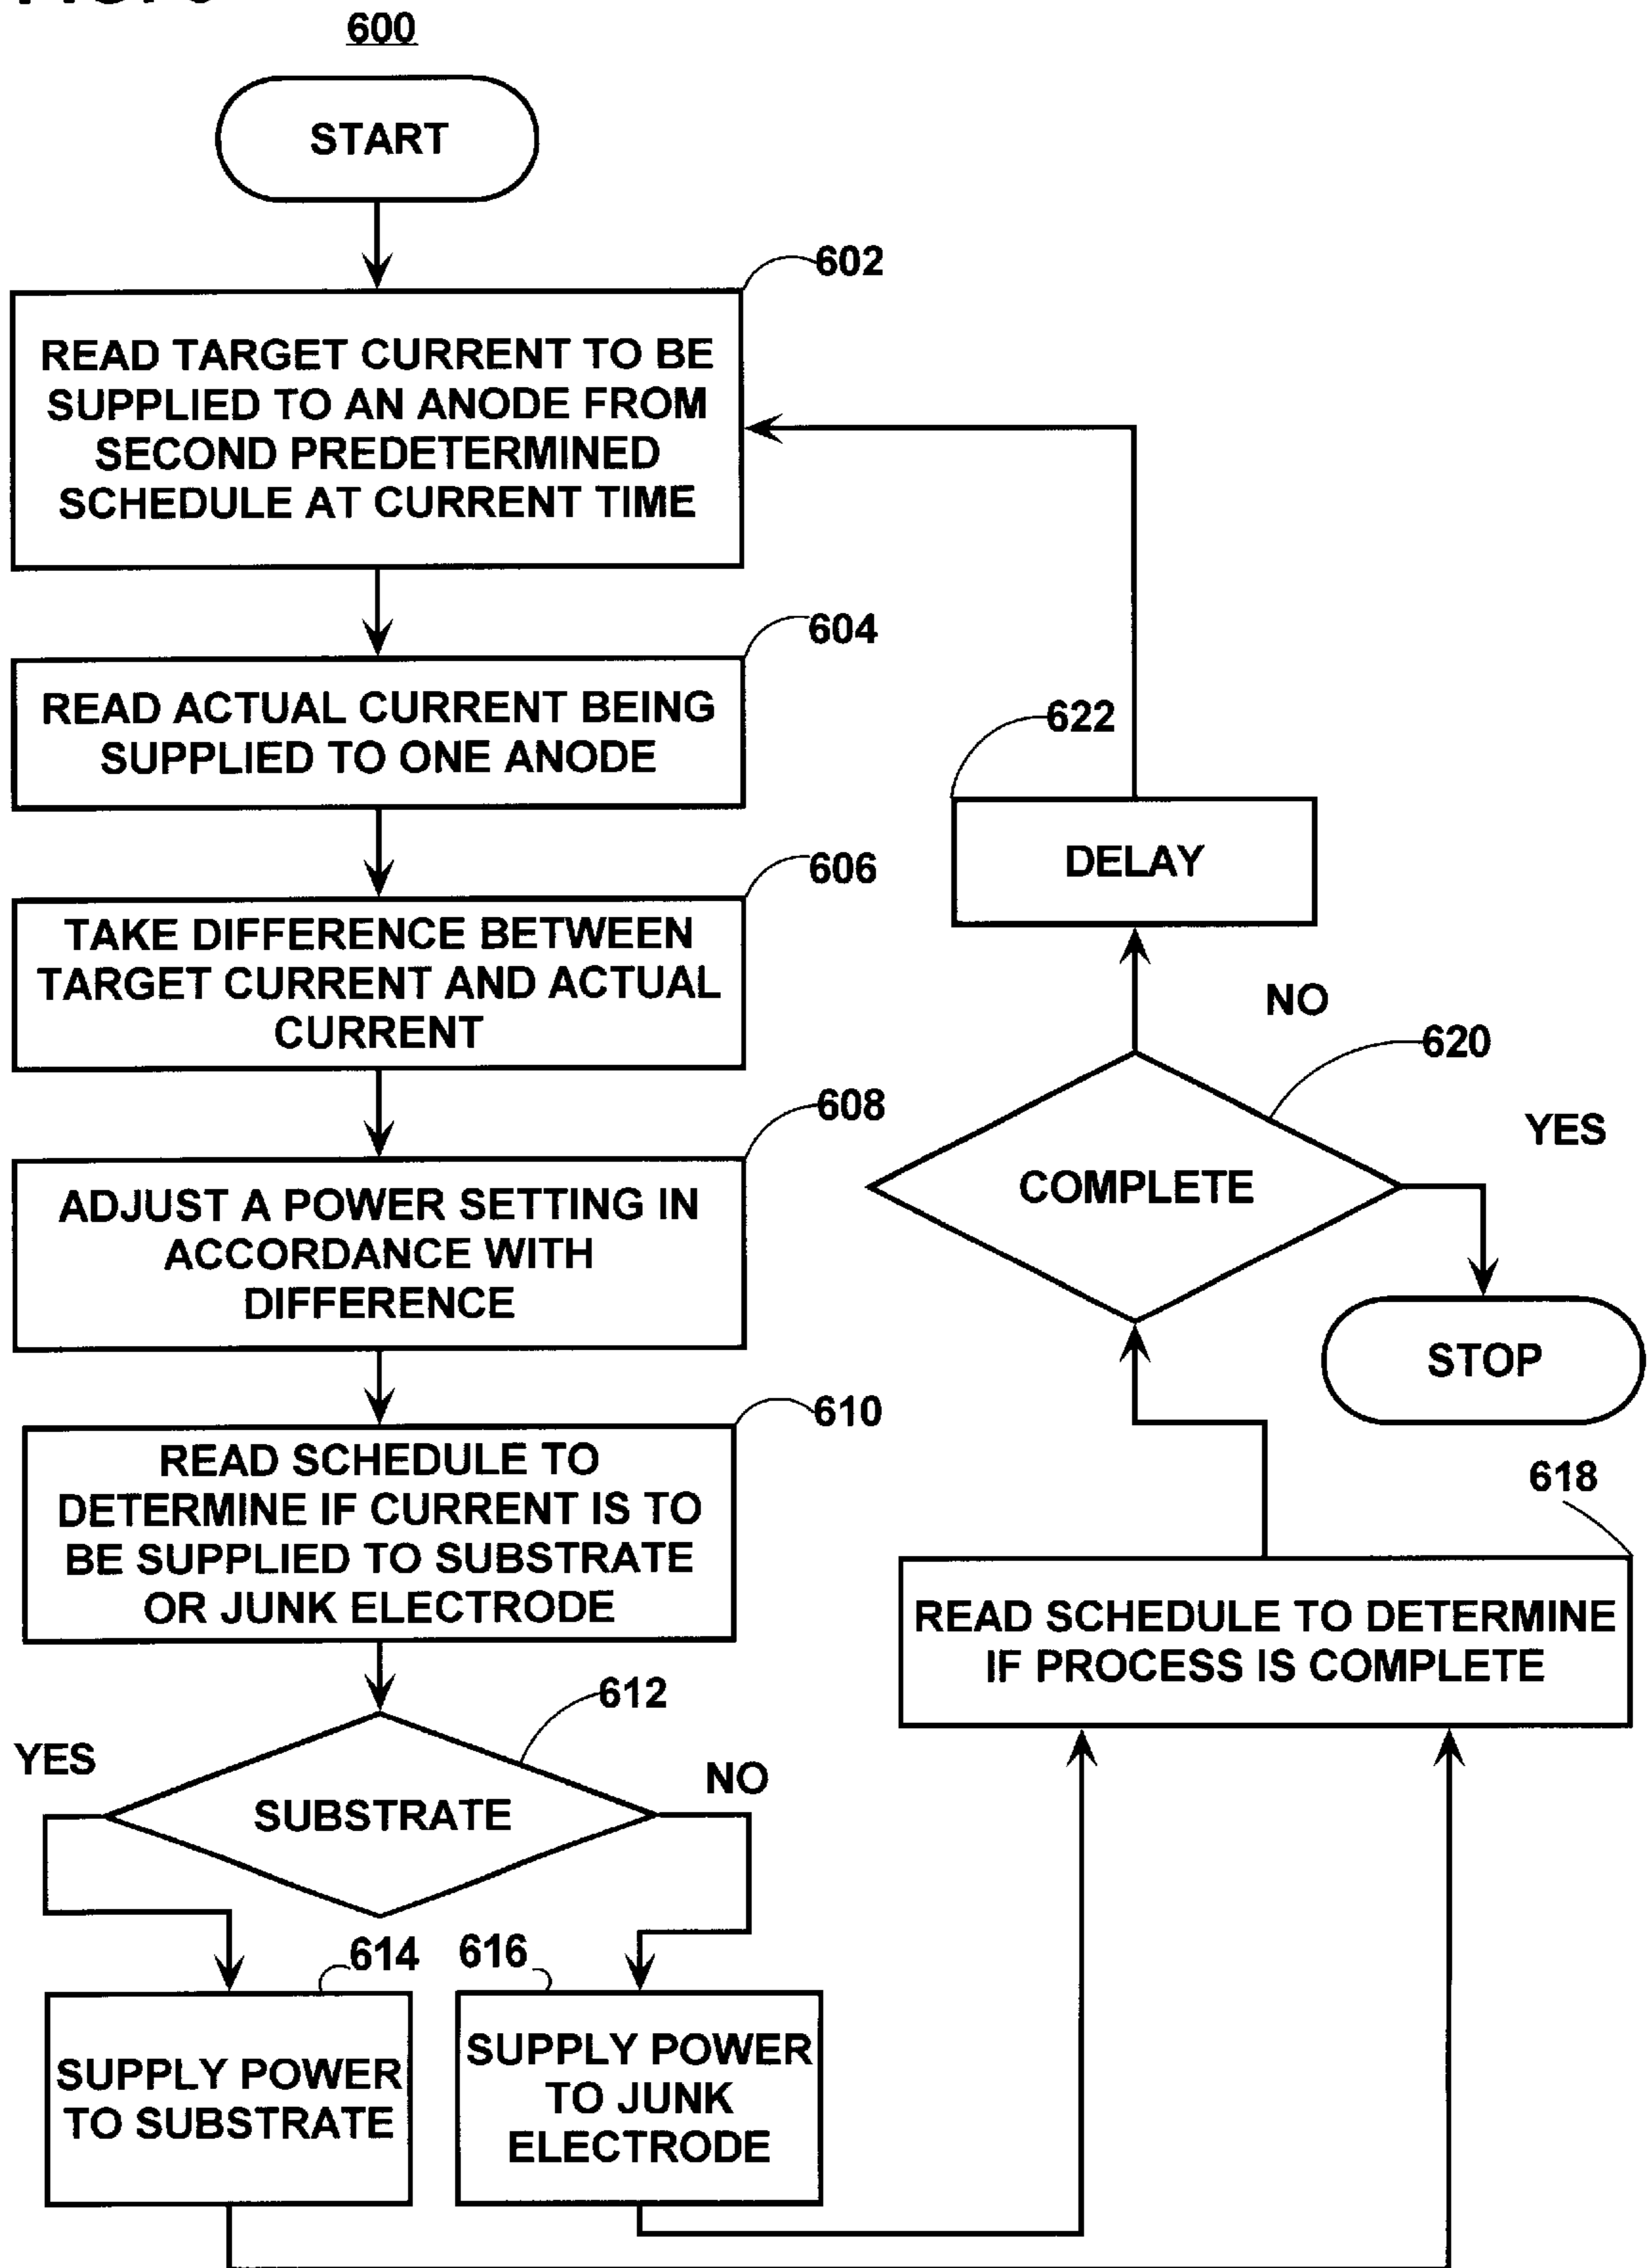 600
START
602
READ TARGET CURRENT TO BE
SUPPLIED TO AN ANODE FROM
SECOND PREDETERMINED
SCHEDULE AT CURRENT TIME
604
READ ACTUAL CURRENT BEING
SUPPLIED TO ONE ANODE
606
TAKE DIFFERENCE BETWEEN
TARGET CURRENT AND ACTUAL
CURRENT
608
ADJUST A POWER SETTING IN
ACCORDANCE WITH
DIFFERENCE
610
READ SCHEDULE TO
DETERMINE IF CURRENT IS TO
BE SUPPLIED TO SUBSTRATE
OR JUNK ELECTRODE
612
YES
NO
SUBSTRATE
614
616
SUPPLY POWER
TO SUBSTRATE
SUPPLY POWER
TO JUNK
ELECTRODE
618
READ SCHEDULE TO DETERMINE
IF PROCESS IS COMPLETE
620
COMPLETE
NO
YES
STOP
622
DELAY